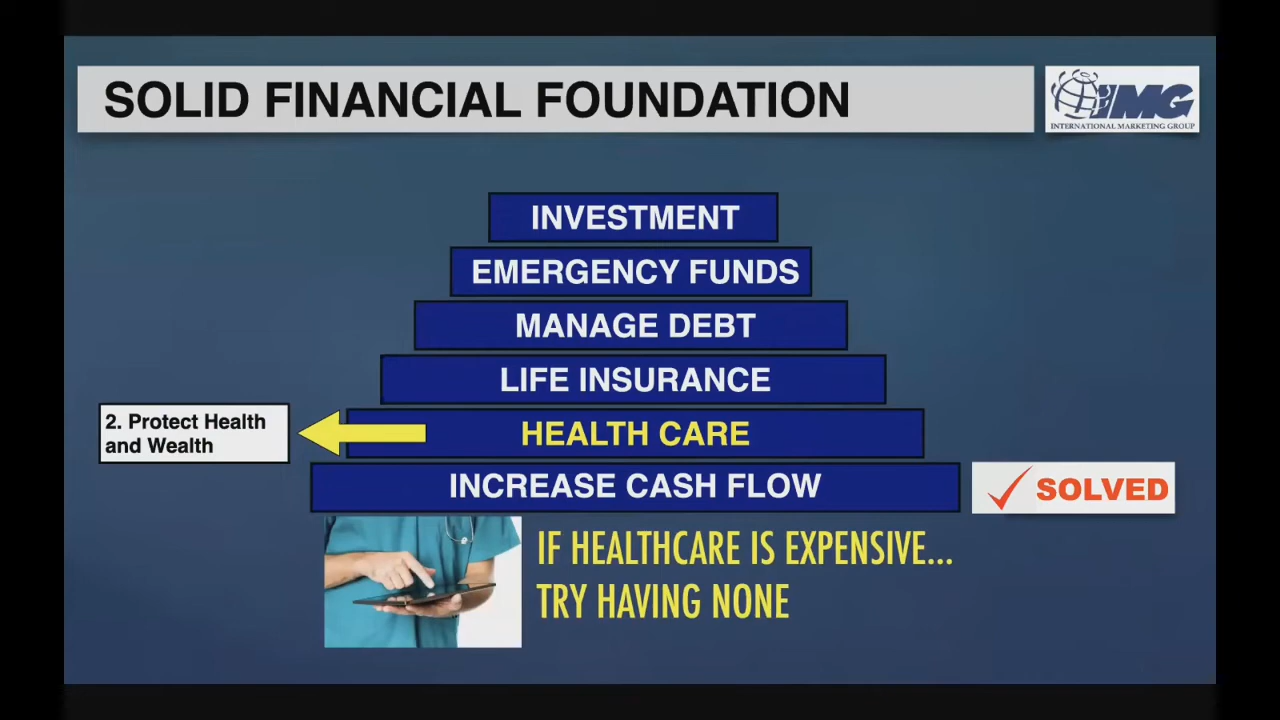 SOLID FINANCIAL FOUNDATION
IMG
INTERNATIONAL MARKETING GROUP
INVESTMENT
EMERGENCY FUNDS
MANAGE DEBT
LIFE INSURANCE
2. Protect Health
and Wealth
HEALTH CARE
INCREASE CASH FLOW
SOLVED
IF HEALTHCARE IS EXPENSIVE...
TRY HAVING NONE